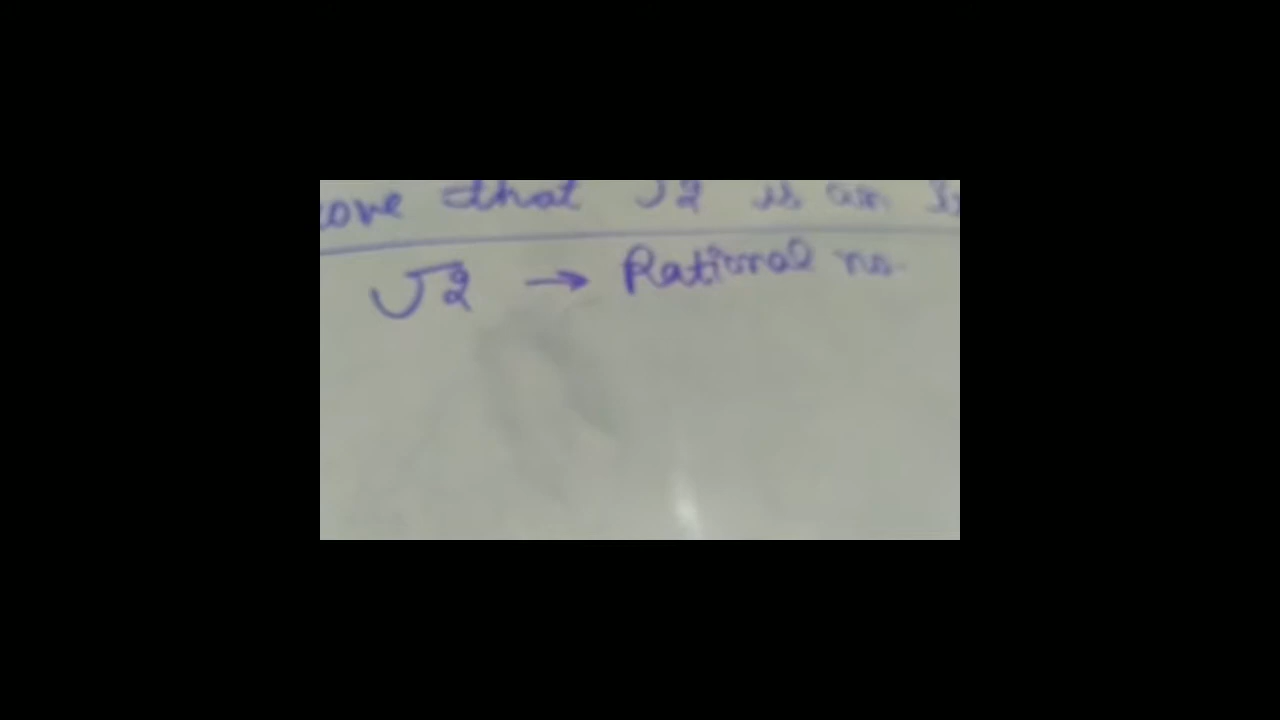 ove that √2 is an
√2 → Rational no.